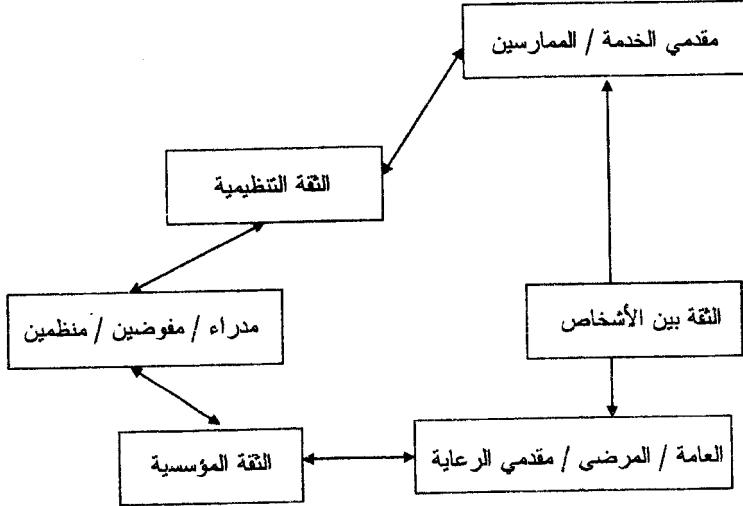 مقدمي الخدمة / الممارسين
الثقة التنظيمية
مدراء / مفوضين / منظمين
الثقة بين الأشخاص
العامة / المرضى / مقدمي الرعاية
الثقة المؤسسية